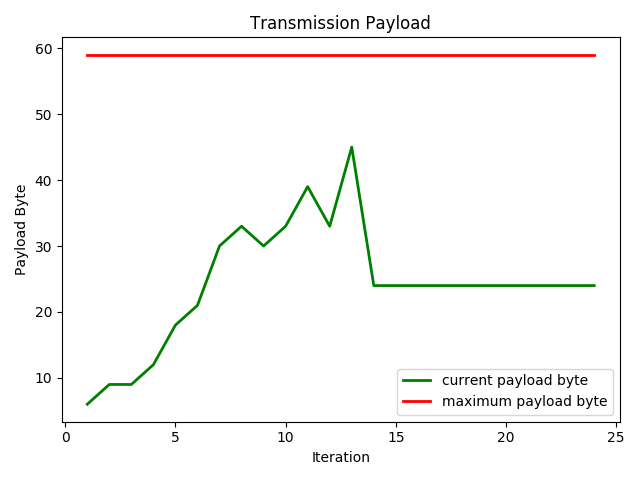 Transmission Payload
Payload Byte
60
50
40
30
20
10
0 5 10 15 20 25
Iteration
current payload byte
maximum payload byte